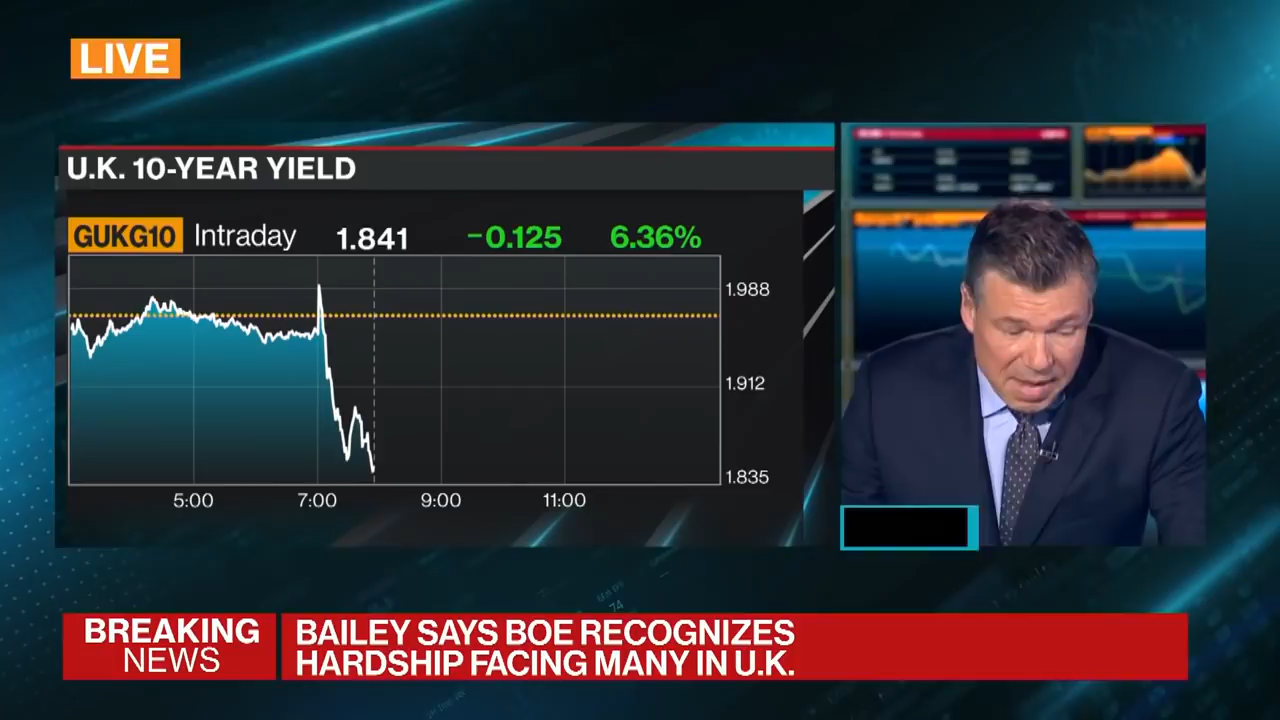 LIVE
U.K. 10-YEAR YIELD
GUKG10 Intraday 1.841 -0.125 6.36%
1.988
1.912
1.835
5:00 7:00 9:00 11:00
BREAKING
NEWS
BAILEY SAYS BOE RECOGNIZES
HARDSHIP FACING MANY IN U.K.